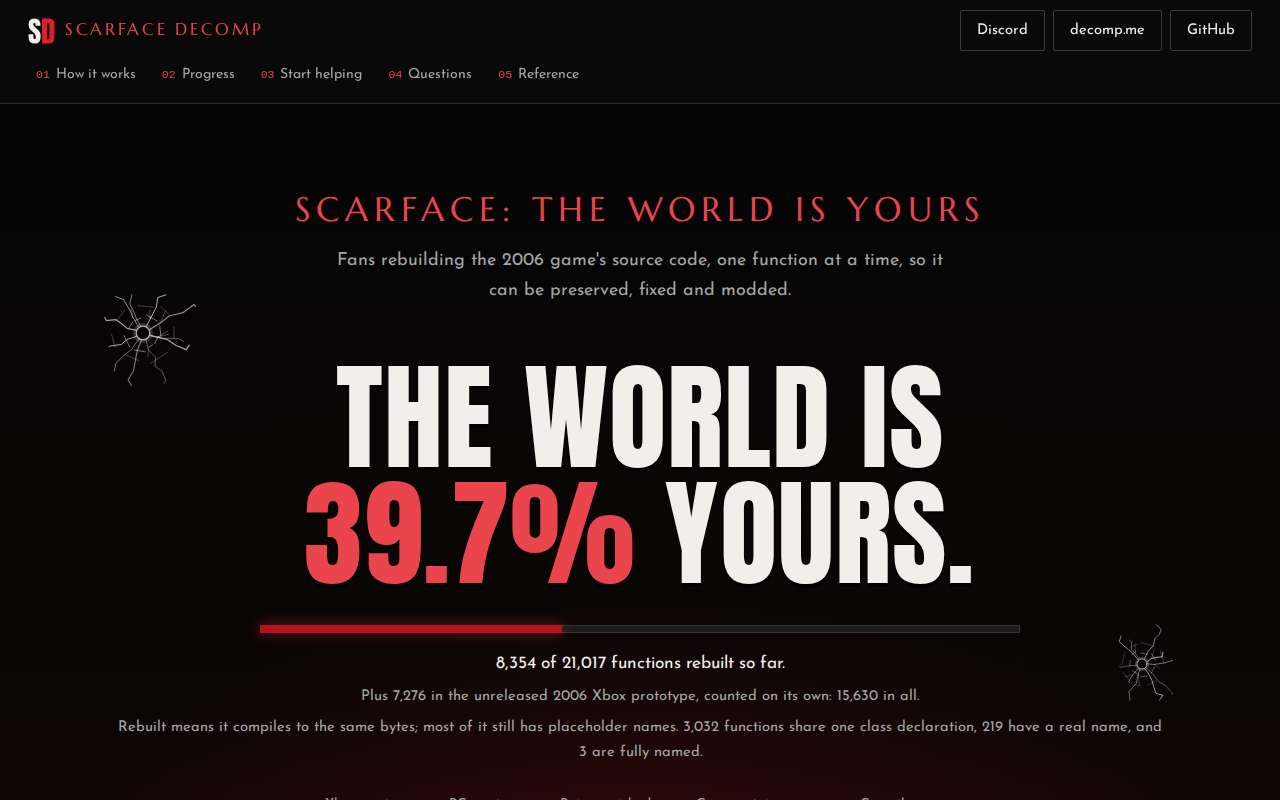 SD SCARFACE DECOMP
Discord
decomp.me
GitHub
01 How it works
02 Progress
03 Start helping
04 Questions
05 Reference
SCARFACE: THE WORLD IS YOURS
Fans rebuilding the 2006 game's source code, one function at a time, so it
can be preserved, fixed and modded.
THE WORLD IS
39.7% YOURS.
8,354 of 21,017 functions rebuilt so far.
Plus 7,276 in the unreleased 2006 Xbox prototype, counted on its own: 15,630 in all.
Rebuilt means it compiles to the same bytes; most of it still has placeholder names. 3,032 functions share one class declaration, 219 have a real name, and
3 are fully named.